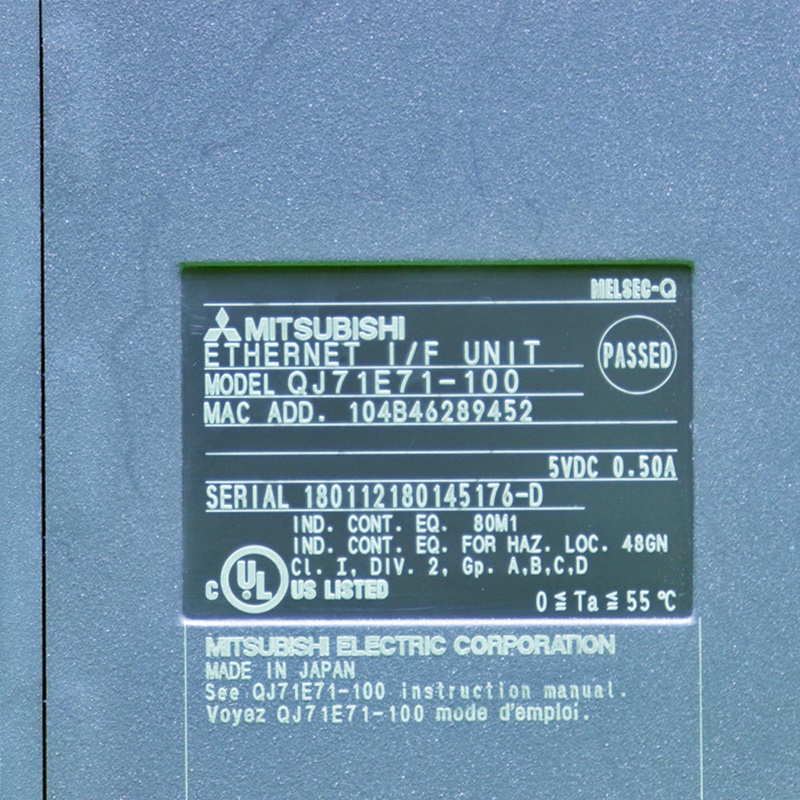 MELSEC-Q
MITSUBISHI
ETHERNET I/F UNIT
PASSED
MODEL QJ71E71-100
MAC ADD. 104B46289452
5VDC 0.50A
SERIAL 180112180145176-D
IND. CONT. EQ. 80M1
IND. CONT. EQ. FOR HAZ. LOC. 48GN
Cl. I, DIV. 2, Gp. A,B,C,D
C UL US LISTED
0≦Ta≦55℃
MITSUBISHI ELECTRIC CORPORATION
MADE IN JAPAN
See QJ71E71-100 instruction manual.
Voyez QJ71E71-100 mode d'emploi.